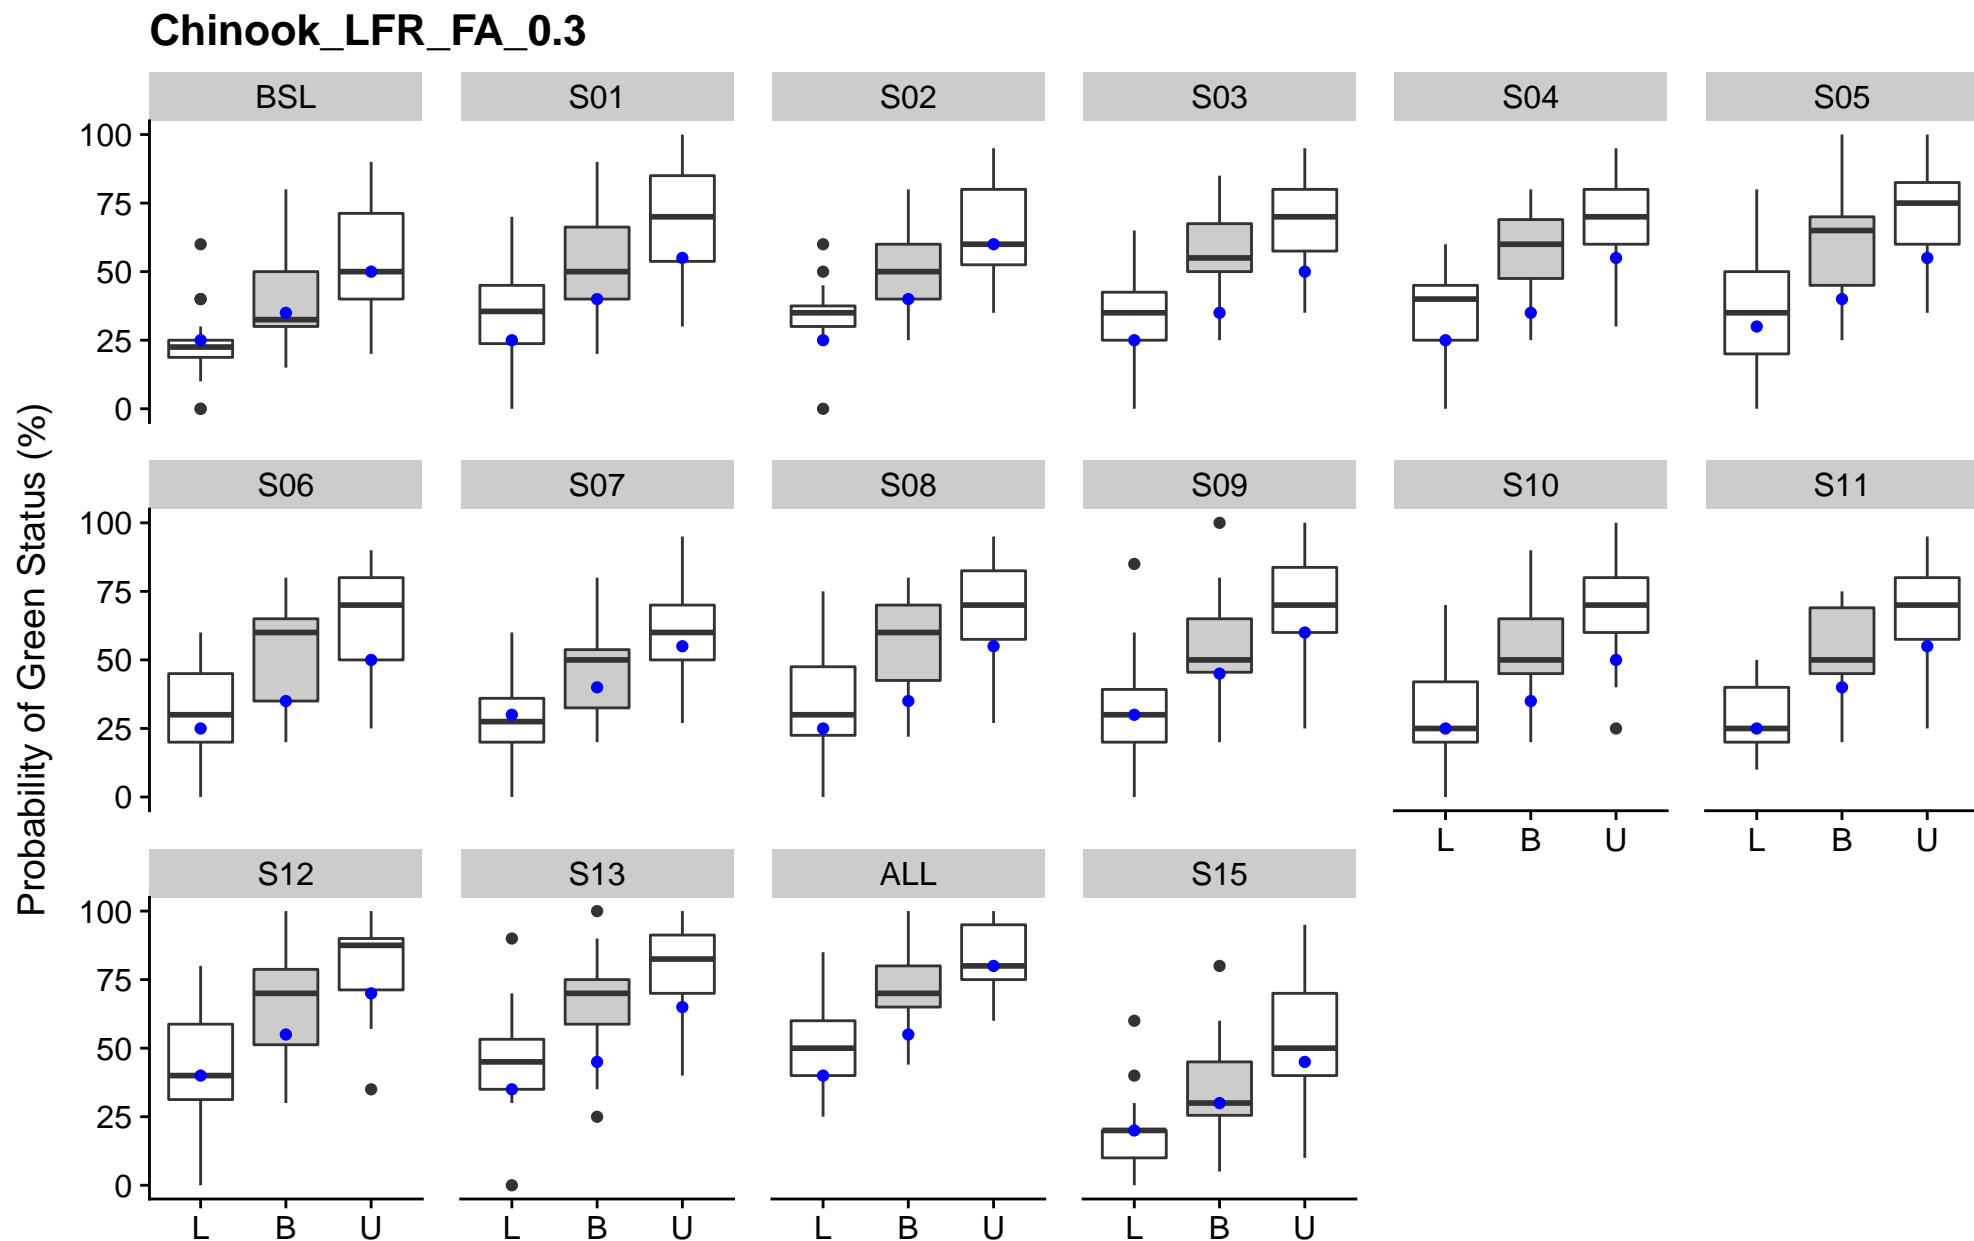 Chinook_LFR_FA_0.3
BSL S01 S02 S03 S04 S05
100
75
50
25
0
Probability of Green Status (%)
S06 S07 S08 S09 S10 S11
100
75
50
25
0
L B U L B U
S12 S13 ALL S15
100
75
50
25
0
L B U L B U L B U L B U